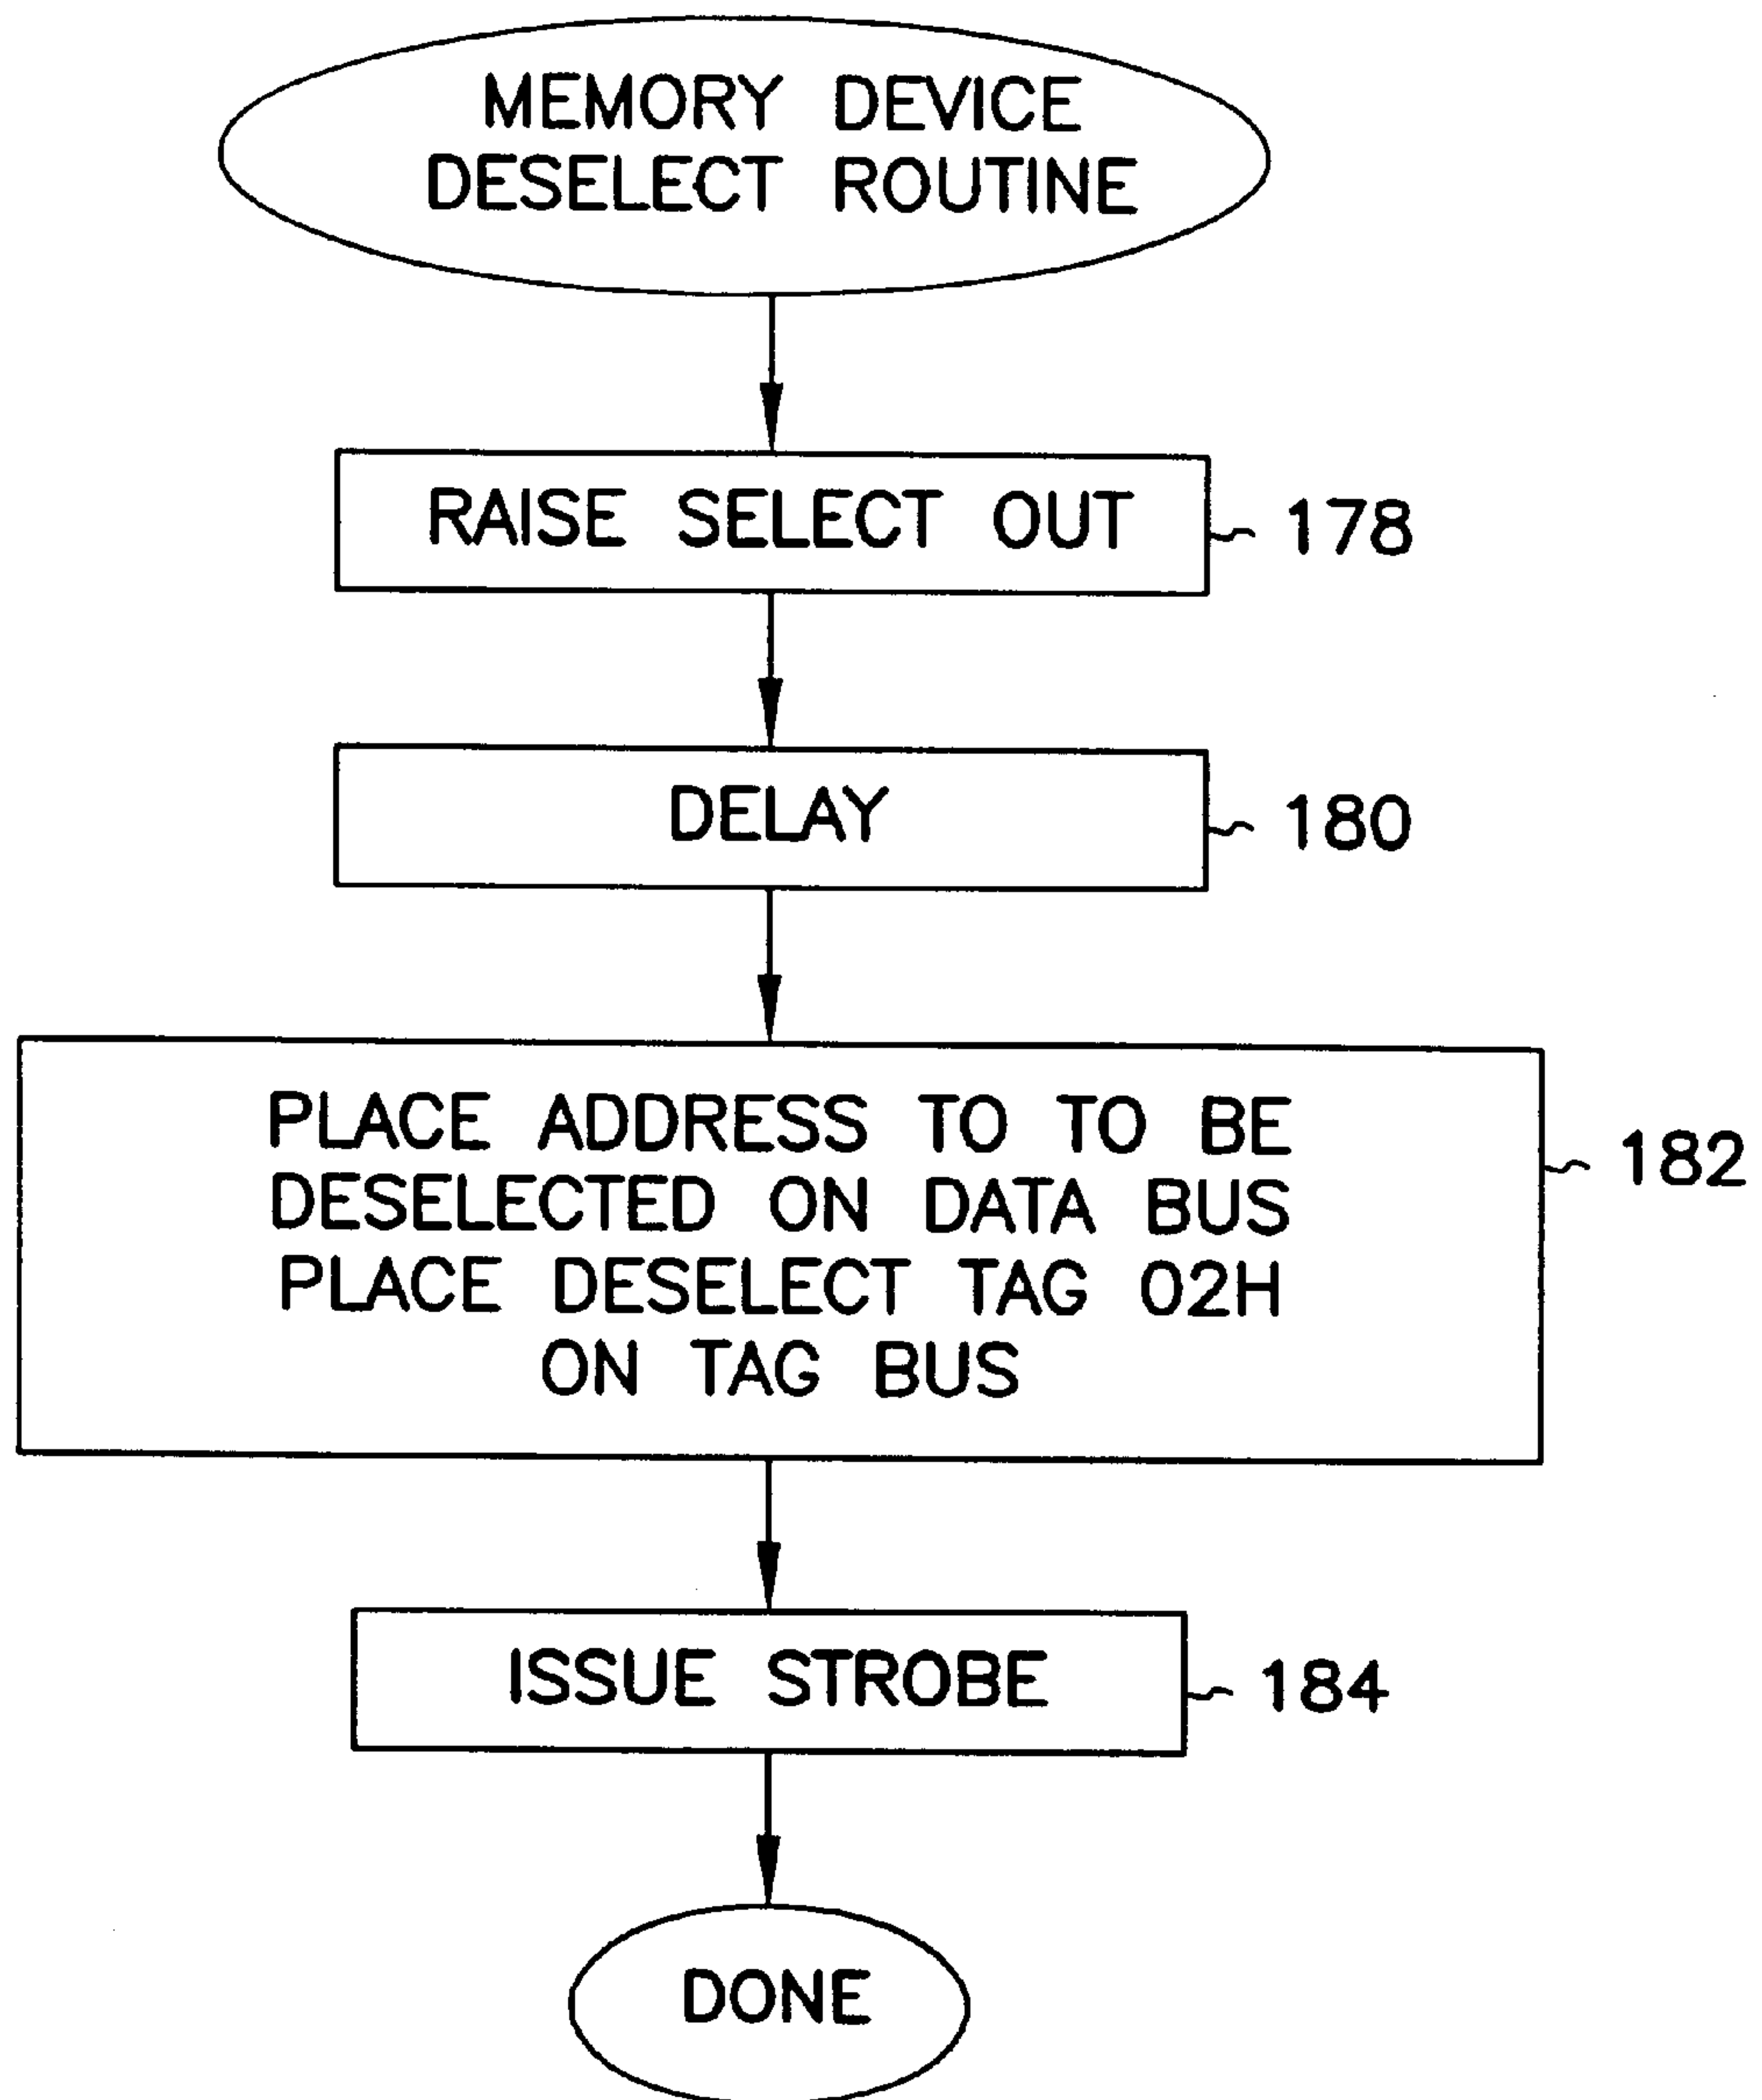 MEMORY DEVICE
DESELECT ROUTINE
RAISE SELECT OUT
178
DELAY
180
PLACE ADDRESS TO TO BE
DESELECTED ON DATA BUS
PLACE DESELECT TAG 02H
ON TAG BUS
182
ISSUE STROBE
184
DONE